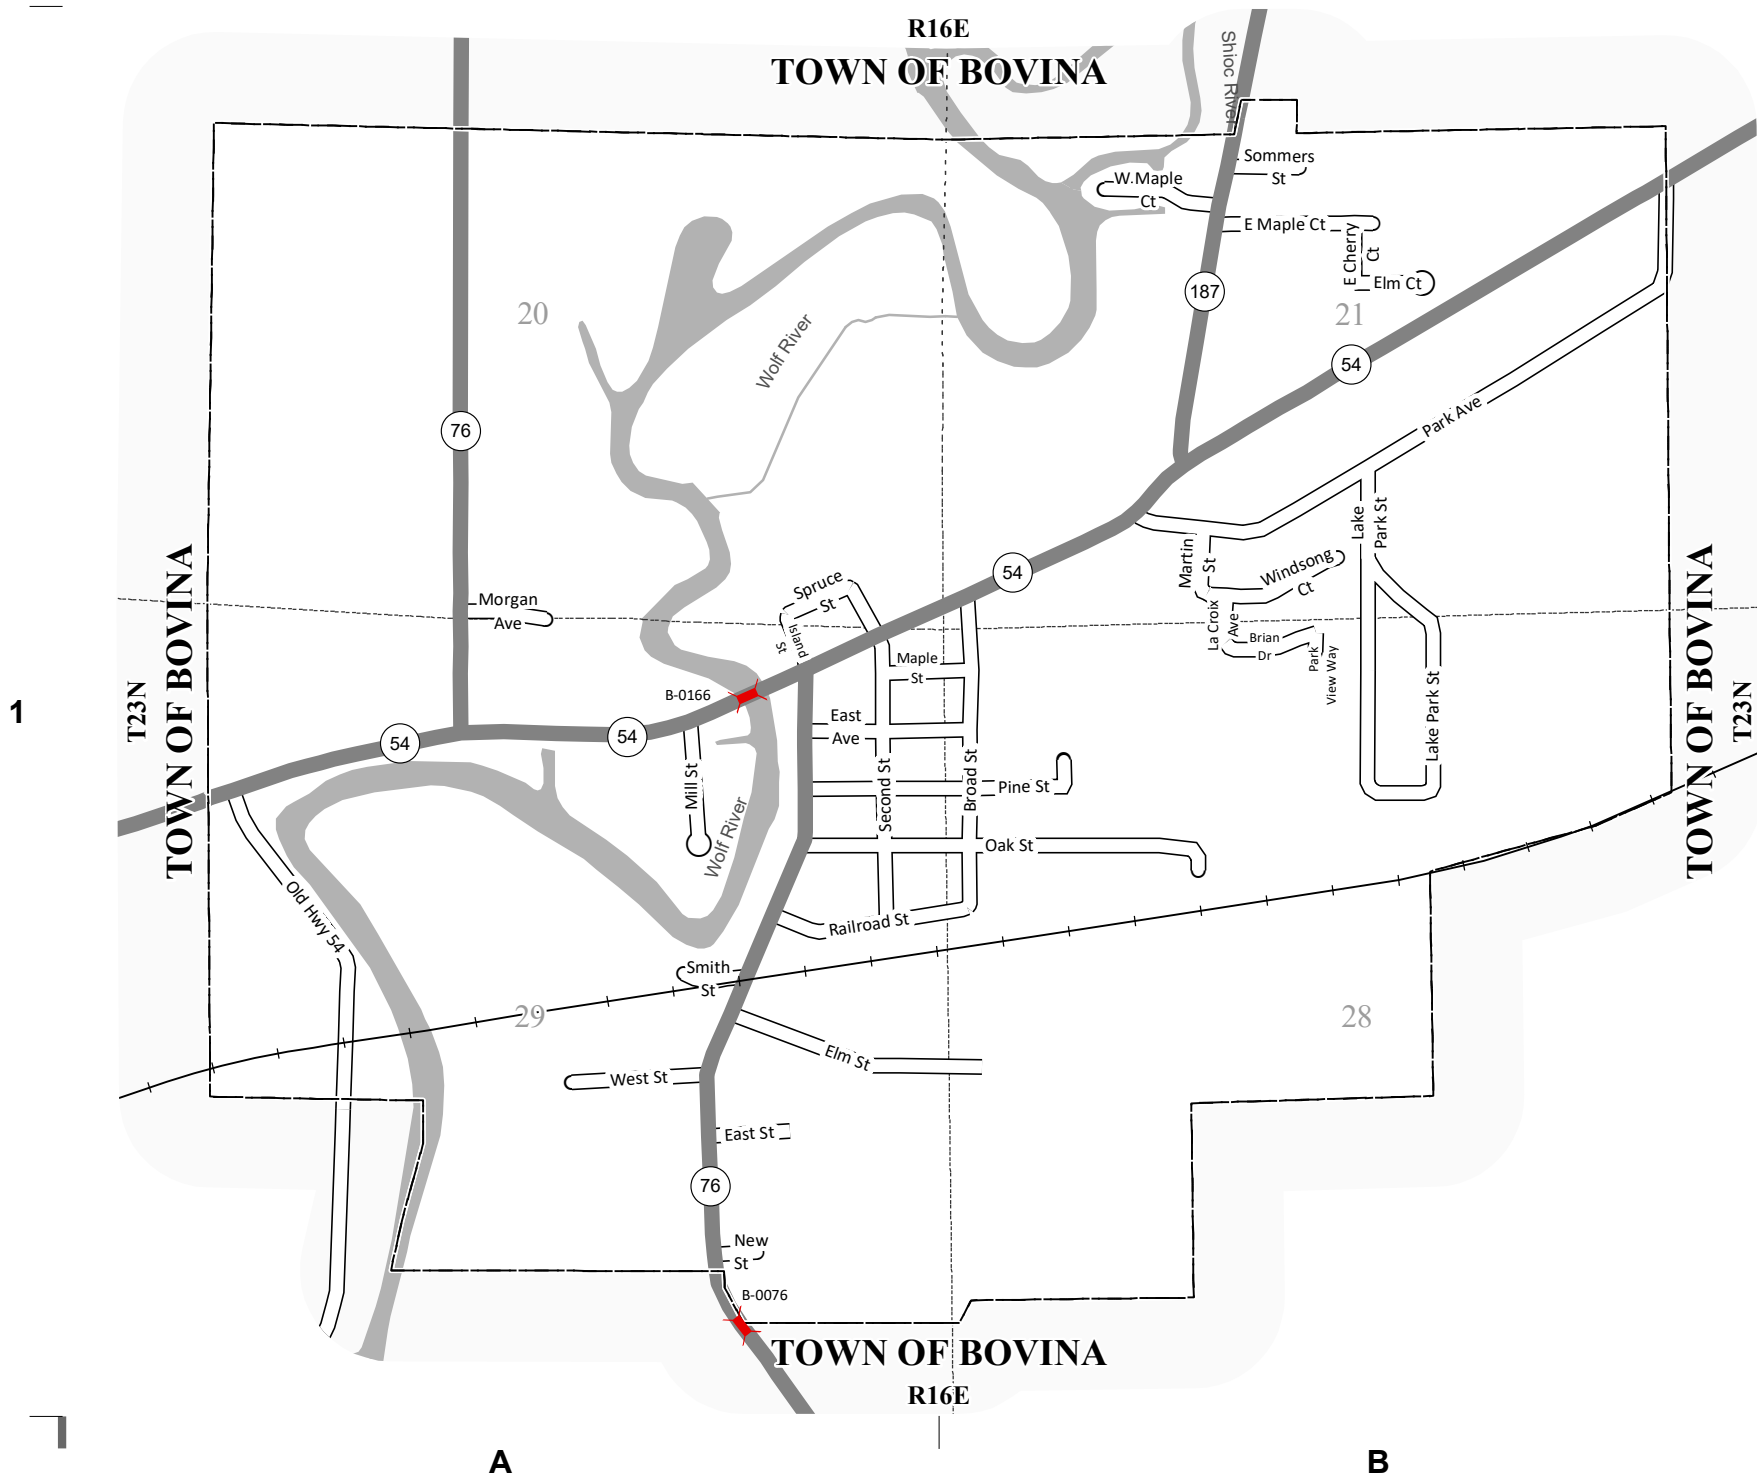 R16E
TOWN OF BOVINA
Shioc River
Sommers
St
W.Maple
Ct
E Maple Ct
E Cherry
Ct
Elm Ct
187
20
21
Wolf River
54
76
Park Ave
Lake
Park St
Martin
St
Windsong
Ct
54
Spruce
St
Morgan
Ave
Island
St
La Croix
Ave
Brian
Dr
Park
View Way
Maple
St
B-0166
TOWN OF BOVINA
T23N
TOWN OF BOVINA
T23N
1
East
Ave
54
54
Lake Park St
Mill St
Second St
Broad St
Pine St
Wolf River
Oak St
Old Hwy 54
Railroad St
Smith
St
29
28
Elm St
West St
East St
76
New
St
B-0076
TOWN OF BOVINA
R16E
A
B